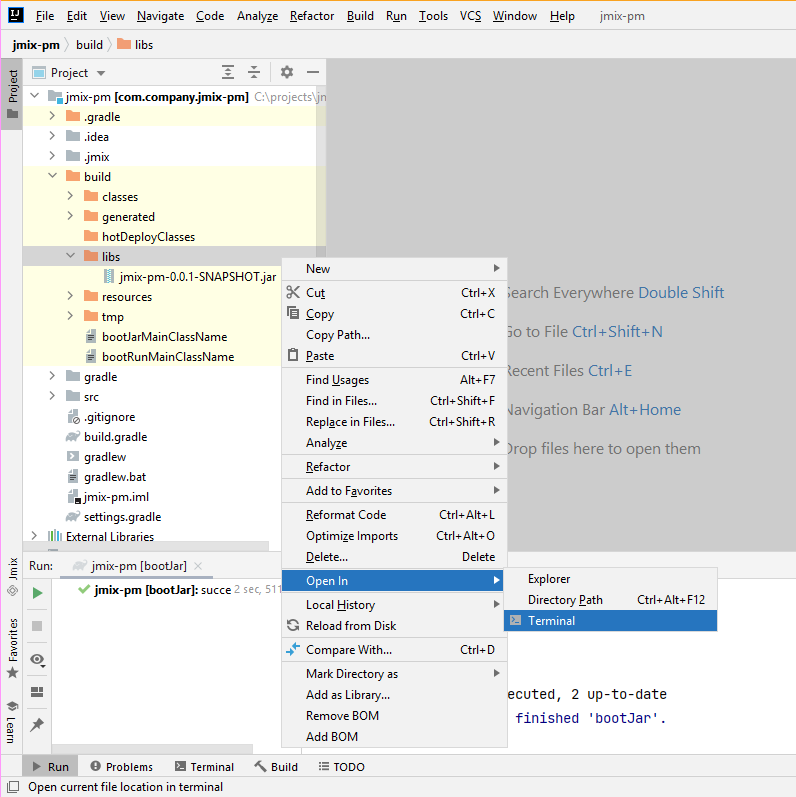 File Edit View Navigate Code Analyze Refactor Build Run Tools VCS Window Help jmix-pm
jmix-pm build libs
Project
Project
jmix-pm [com.company.jmix-pm] C:\projects\jm
.gradle
.idea
.jmix
build
classes
generated
hotDeployClasses
libs
jmix-pm-0.0.1-SNAPSHOT.jar
resources
tmp
bootJarMainClassName
bootRunMainClassName
gradle
src
.gitignore
build.gradle
gradlew
gradlew.bat
jmix-pm.iml
settings.gradle
External Libraries
New
Cut Ctrl+X
Copy Ctrl+C
Copy Path...
Paste Ctrl+V
Find Usages Alt+F7
Find in Files... Ctrl+Shift+F
Replace in Files... Ctrl+Shift+R
Analyze
Refactor
Add to Favorites
Reformat Code Ctrl+Alt+L
Optimize Imports Ctrl+Alt+O
Delete... Delete
Open In
Local History
Reload from Disk
Compare With... Ctrl+D
Mark Directory as
Add as Library...
Remove BOM
Add BOM
Explorer
Directory Path Ctrl+Alt+F12
Terminal
Search Everywhere Double Shift
Go to File Ctrl+Shift+N
Recent Files Ctrl+E
Navigation Bar Alt+Home
Drop files here to open them
Jmix
Favorites
Learn
Run: jmix-pm [bootJar]
jmix-pm [bootJar]: succe 2 sec, 511
ecuted, 2 up-to-date
finished 'bootJar'.
Run Problems Terminal Build TODO
Open current file location in terminal